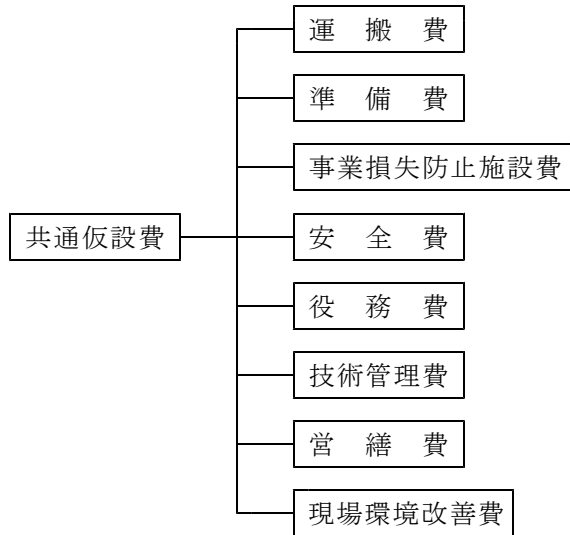 運搬費
準備費
事業損失防止施設費
共通仮設費
安全費
役務費
技術管理費
営繕費
現場環境改善費